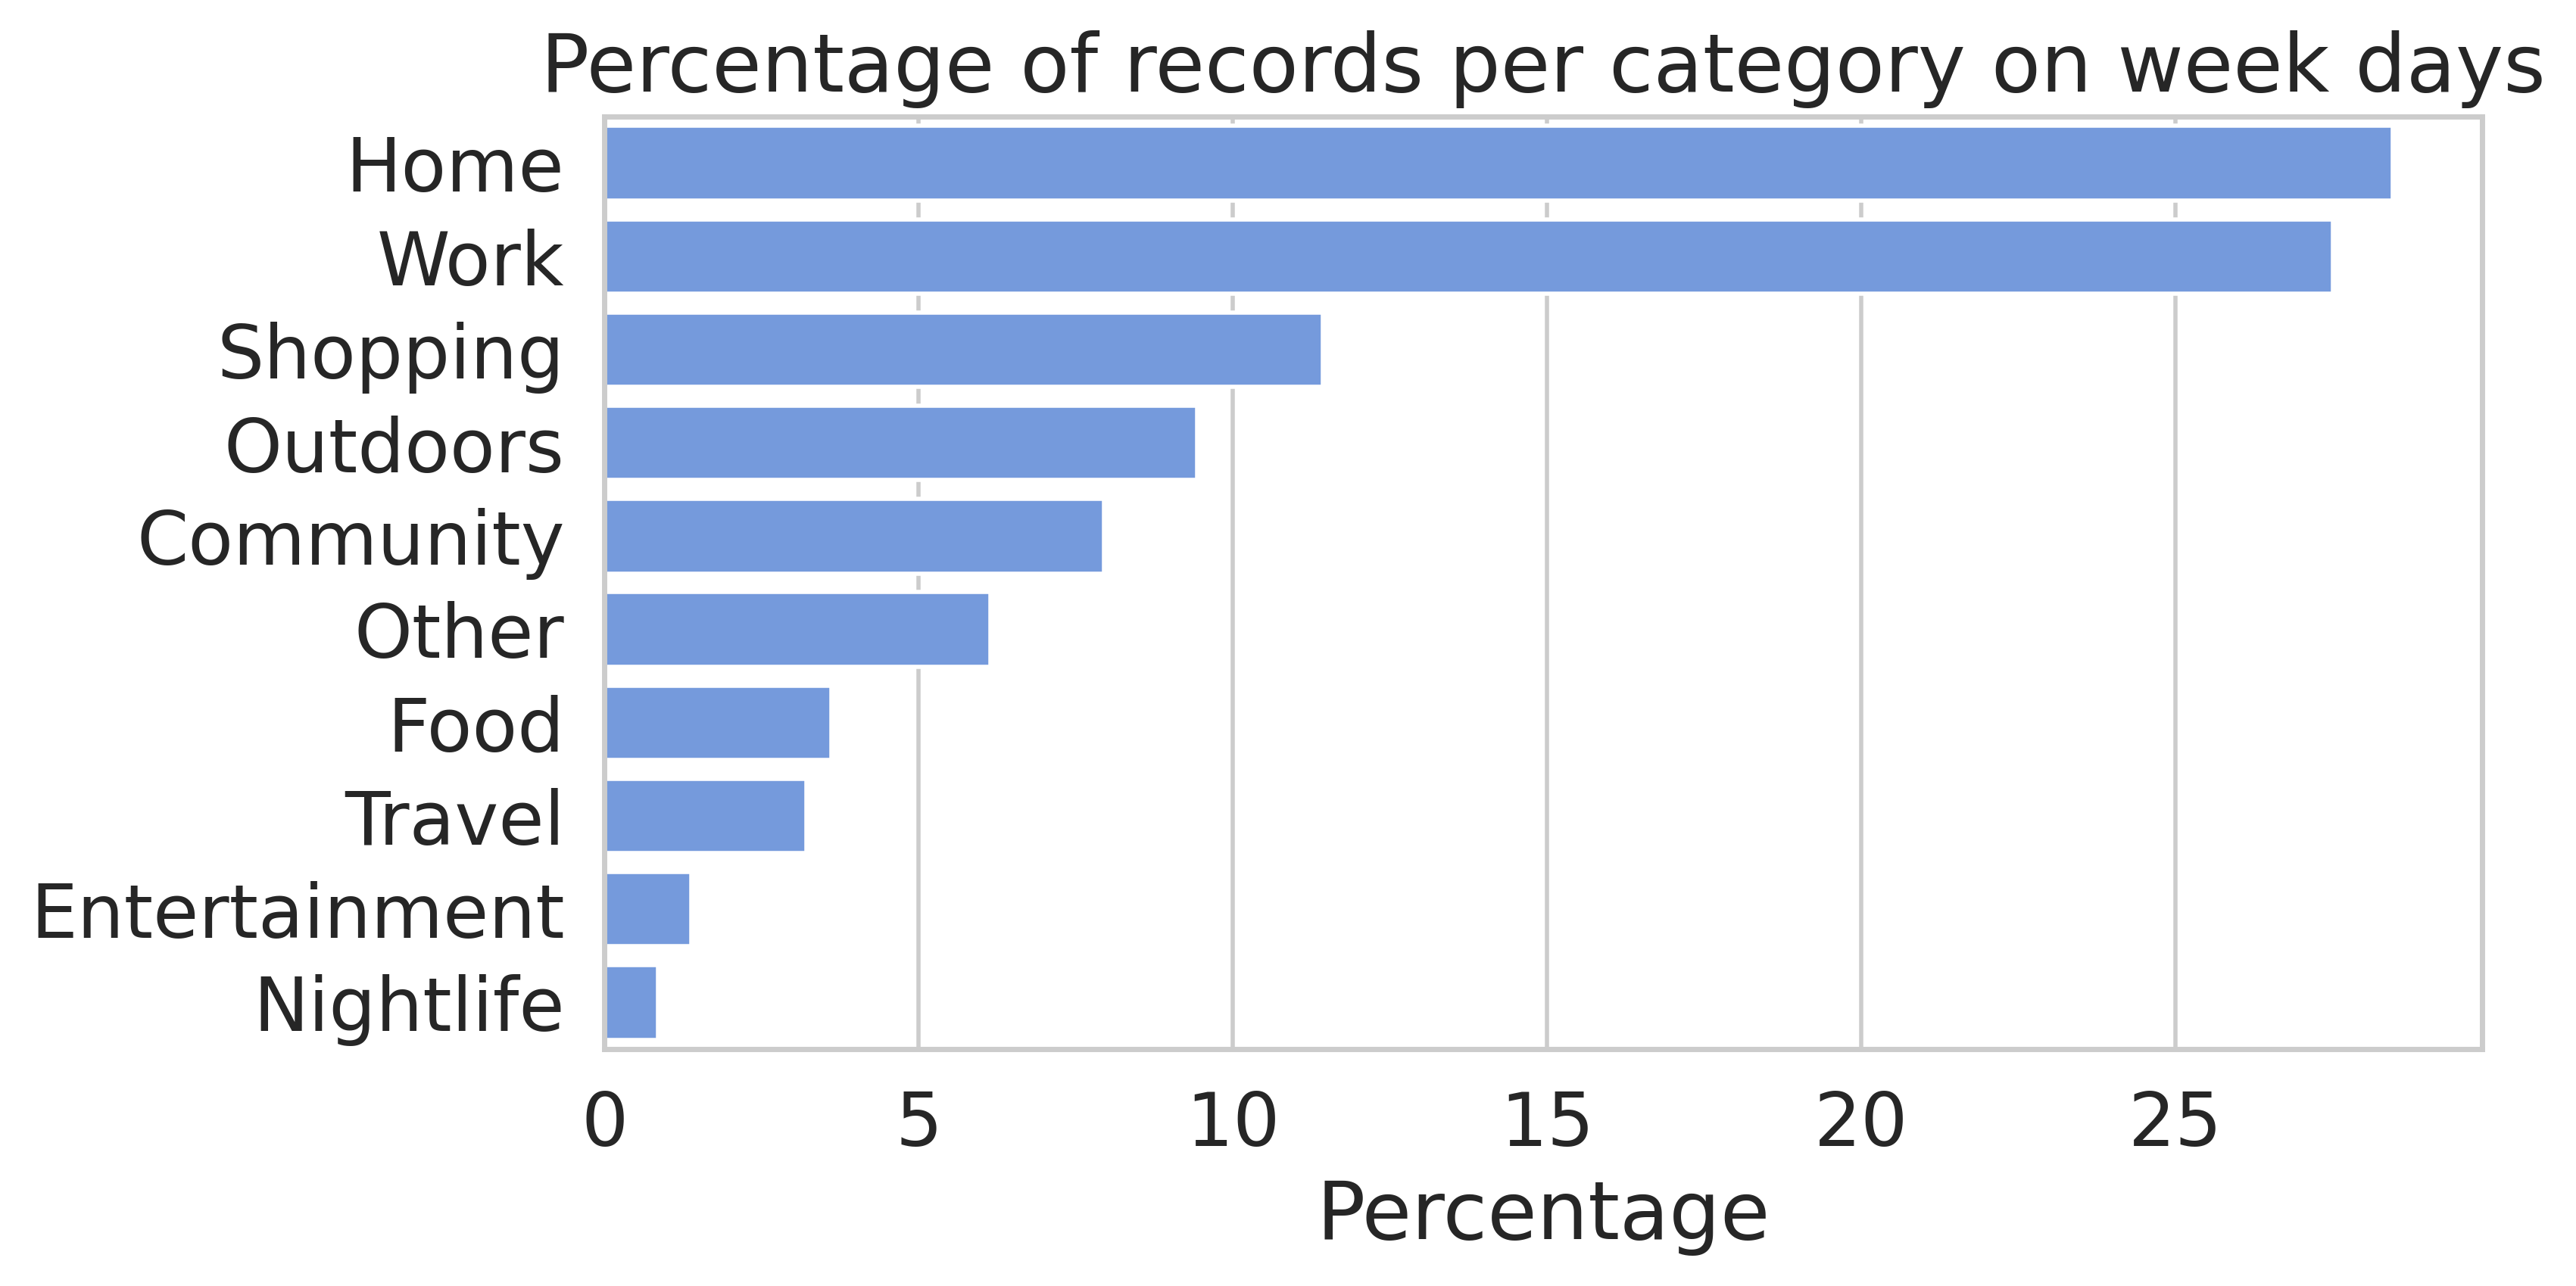 Percentage of records per category on week days
Home
Work
Shopping
Outdoors
Community
Other
Food
Travel
Entertainment
Nightlife
0 5 10 15 20 25
Percentage